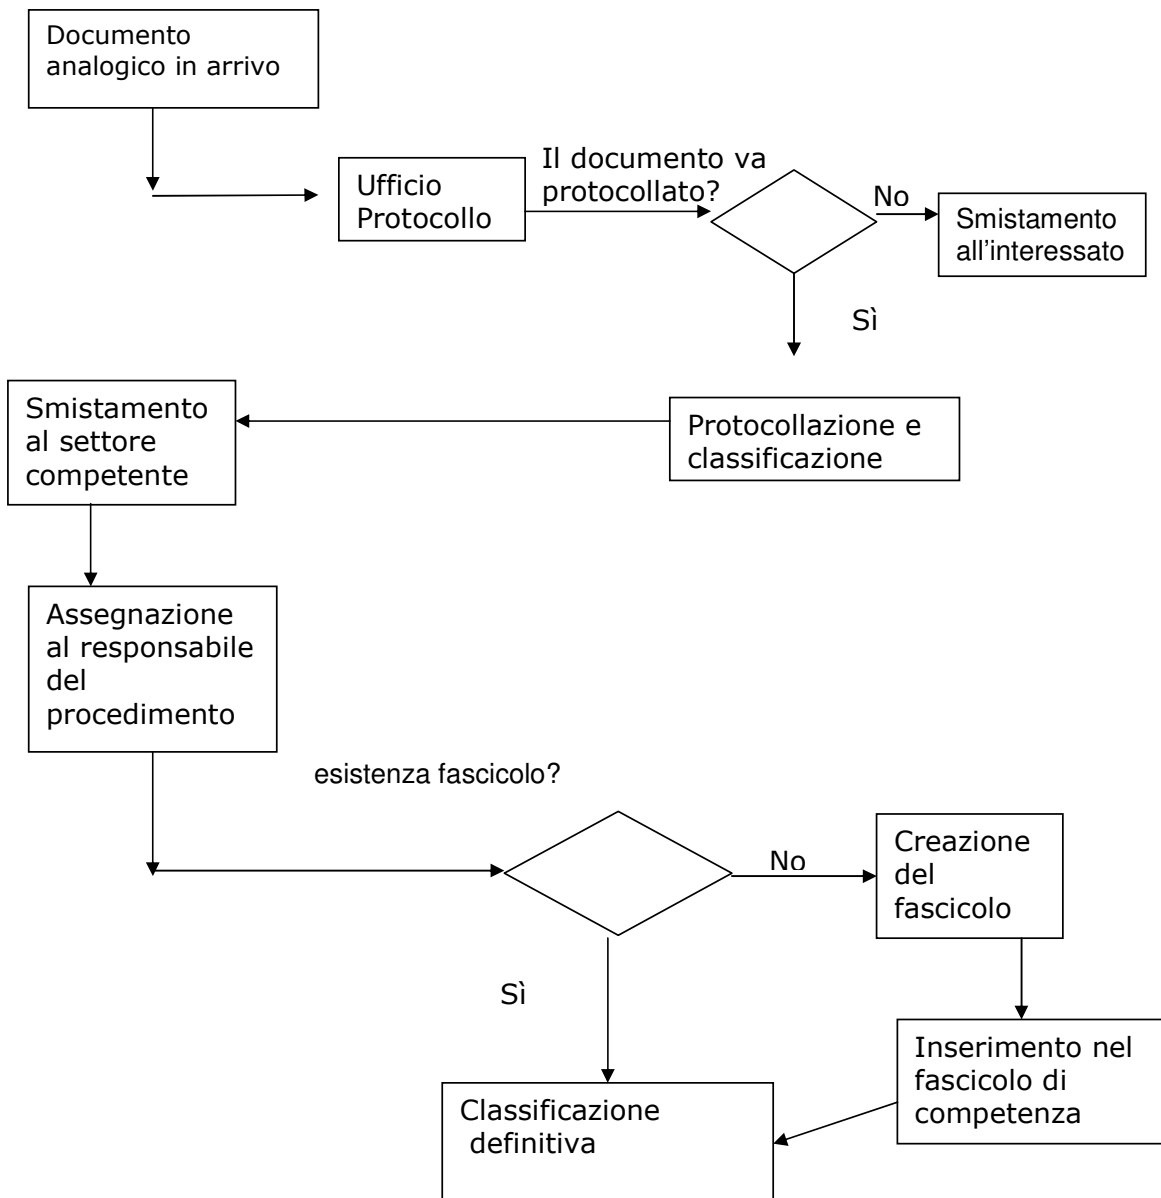 Documento
analogico in arrivo
Ufficio
Protocollo
Il documento va
protocollato?
No
Smistamento
all'interessato
Sì
Protocollazione e
classificazione
Smistamento
al settore
competente
Assegnazione
al responsabile
del
procedimento
esistenza fascicolo?
No
Creazione
del
fascicolo
Sì
Inserimento nel
fascicolo di
competenza
Classificazione
definitiva